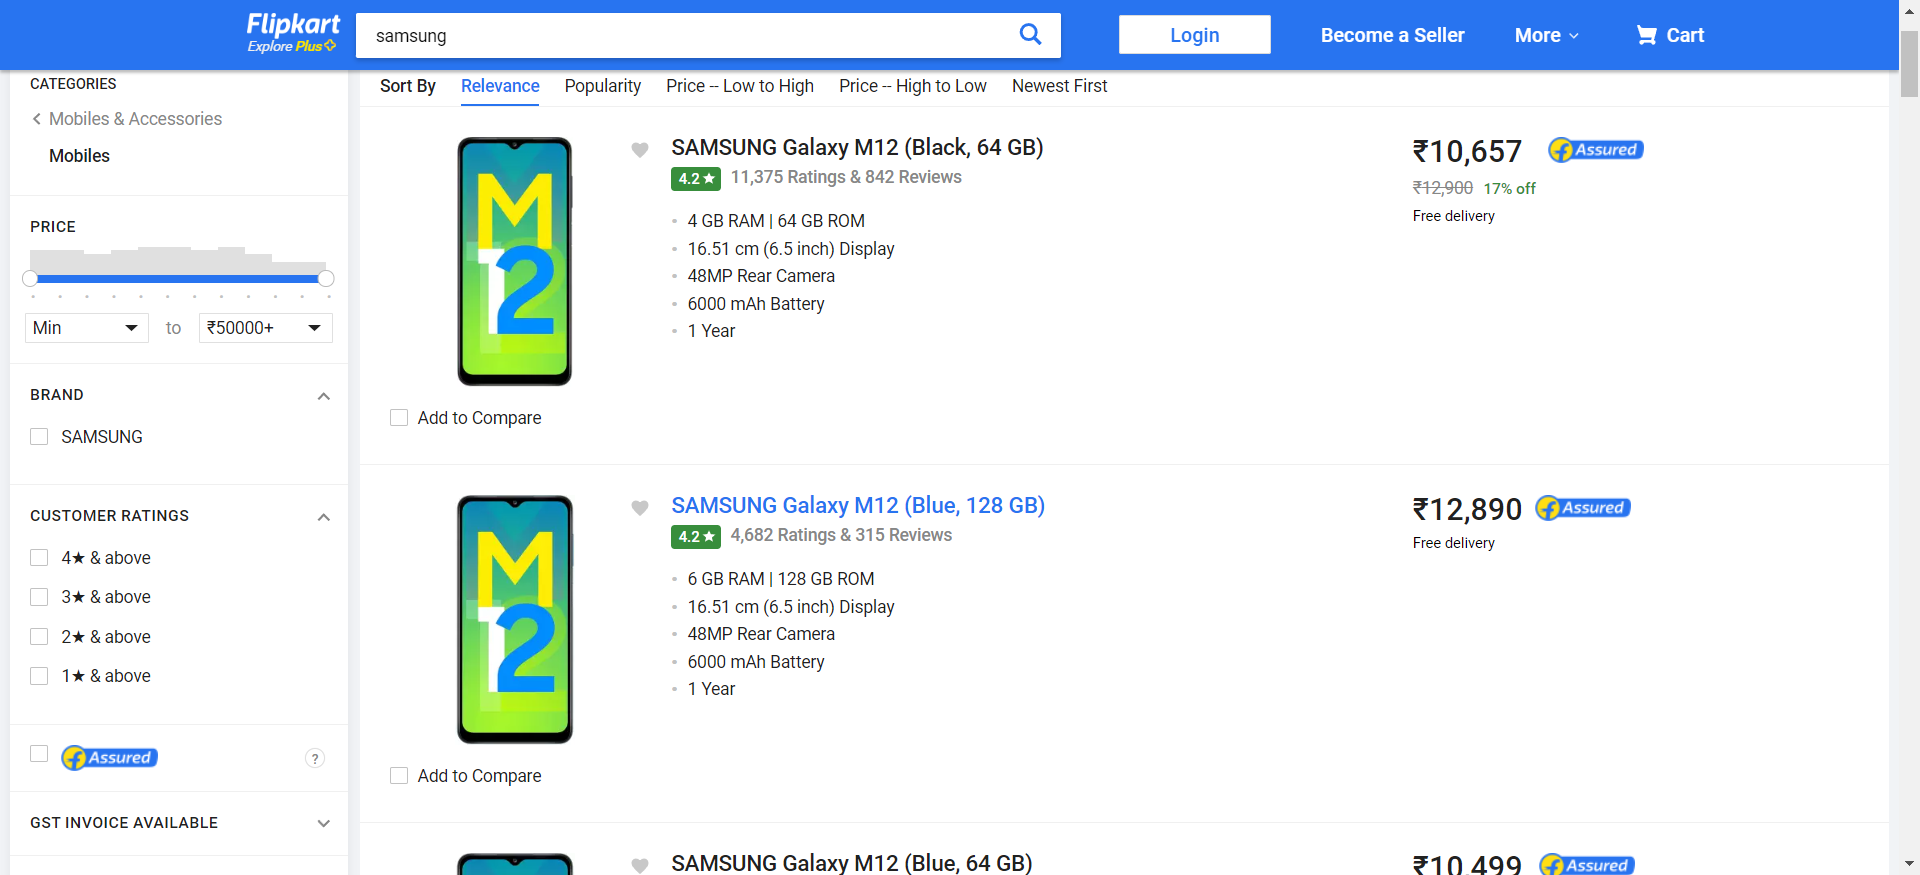 Flipkart
Explore Plus
samsung
Login
Become a Seller
More
Cart
CATEGORIES
Mobiles & Accessories
Mobiles
PRICE
Min to ₹50000+
BRAND
SAMSUNG
CUSTOMER RATINGS
4★ & above
3★ & above
2★ & above
1★ & above
Assured
?
GST INVOICE AVAILABLE
Sort By Relevance Popularity Price -- Low to High Price -- High to Low Newest First
M12
SAMSUNG Galaxy M12 (Black, 64 GB)
4.2★ 11,375 Ratings & 842 Reviews
4 GB RAM | 64 GB ROM
16.51 cm (6.5 inch) Display
48MP Rear Camera
6000 mAh Battery
1 Year
₹10,657 Assured
₹12,900 17% off
Free delivery
Add to Compare
M12
SAMSUNG Galaxy M12 (Blue, 128 GB)
4.2★ 4,682 Ratings & 315 Reviews
6 GB RAM | 128 GB ROM
16.51 cm (6.5 inch) Display
48MP Rear Camera
6000 mAh Battery
1 Year
₹12,890 Assured
Free delivery
Add to Compare
SAMSUNG Galaxy M12 (Blue, 64 GB)
₹10,499 Assured